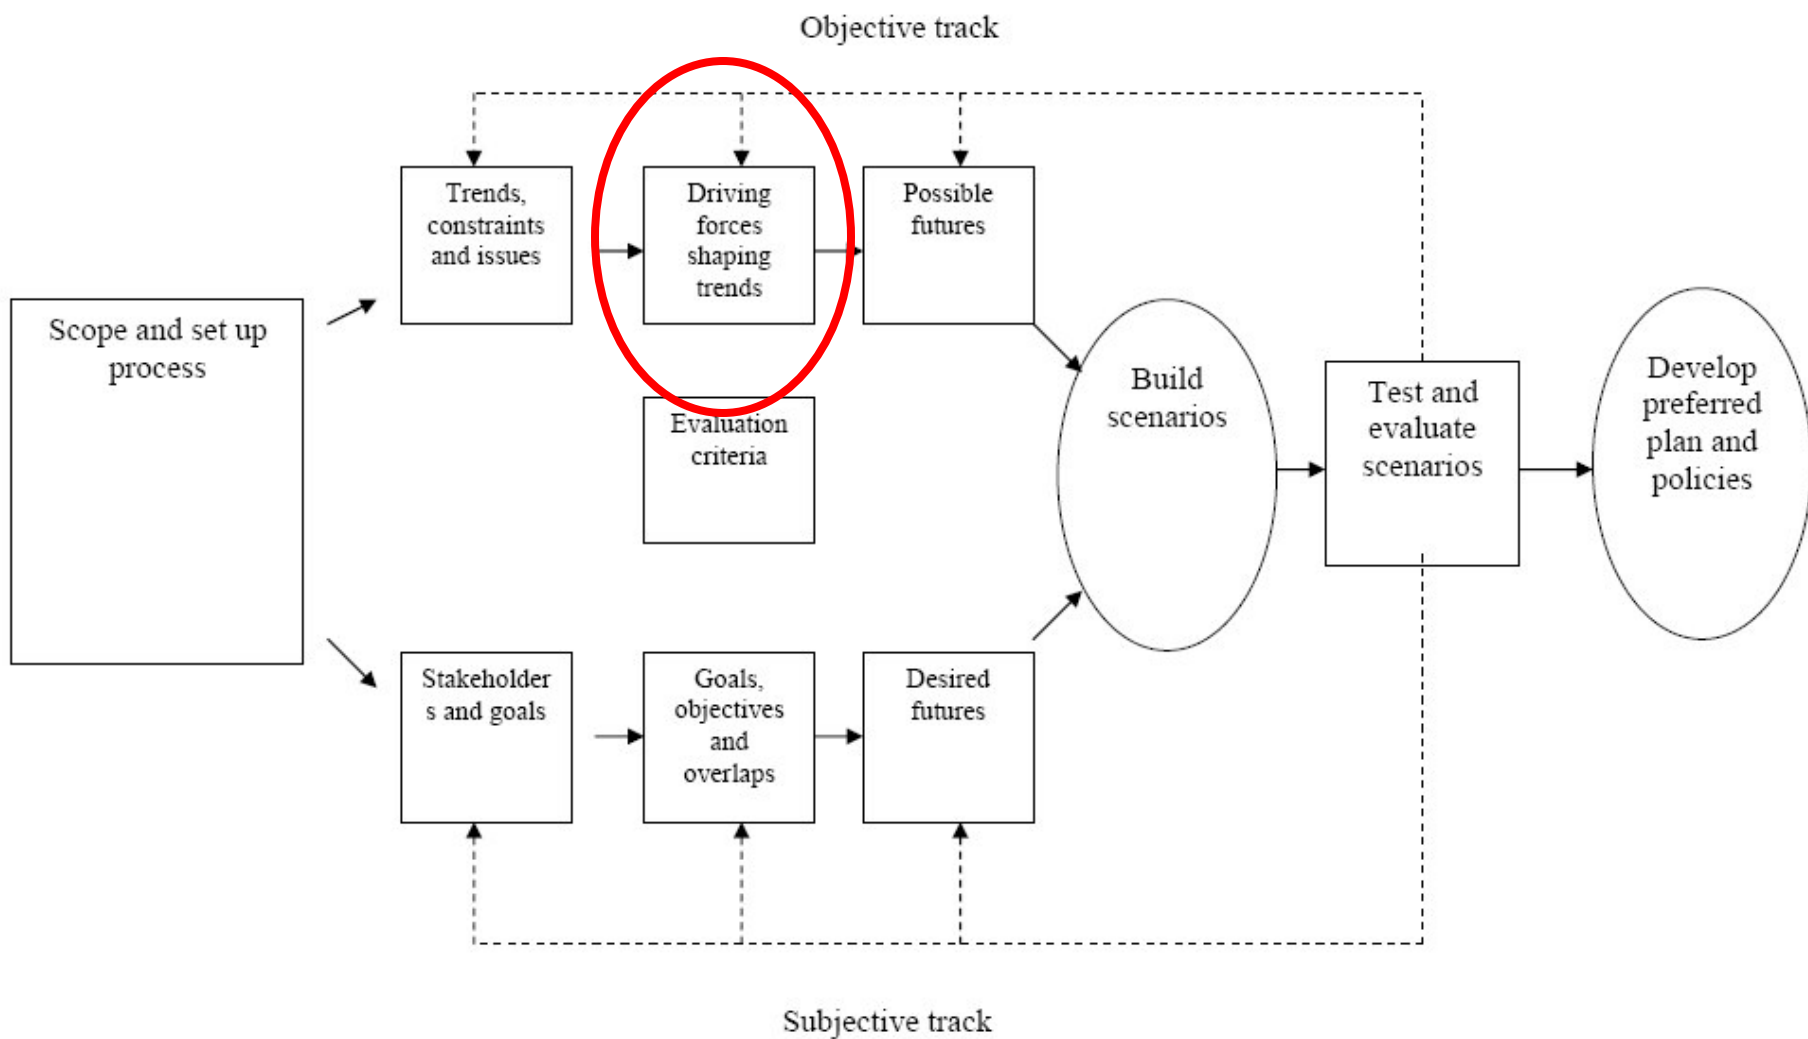 Objective track
Trends,
constraints
and issues
Driving
forces
shaping
trends
Possible
futures
Scope and set up
process
Evaluation
criteria
Build
scenarios
Test and
evaluate
scenarios
Develop
preferred
plan and
policies
Stakeholder
s and goals
Goals,
objectives
and
overlaps
Desired
futures
Subjective track